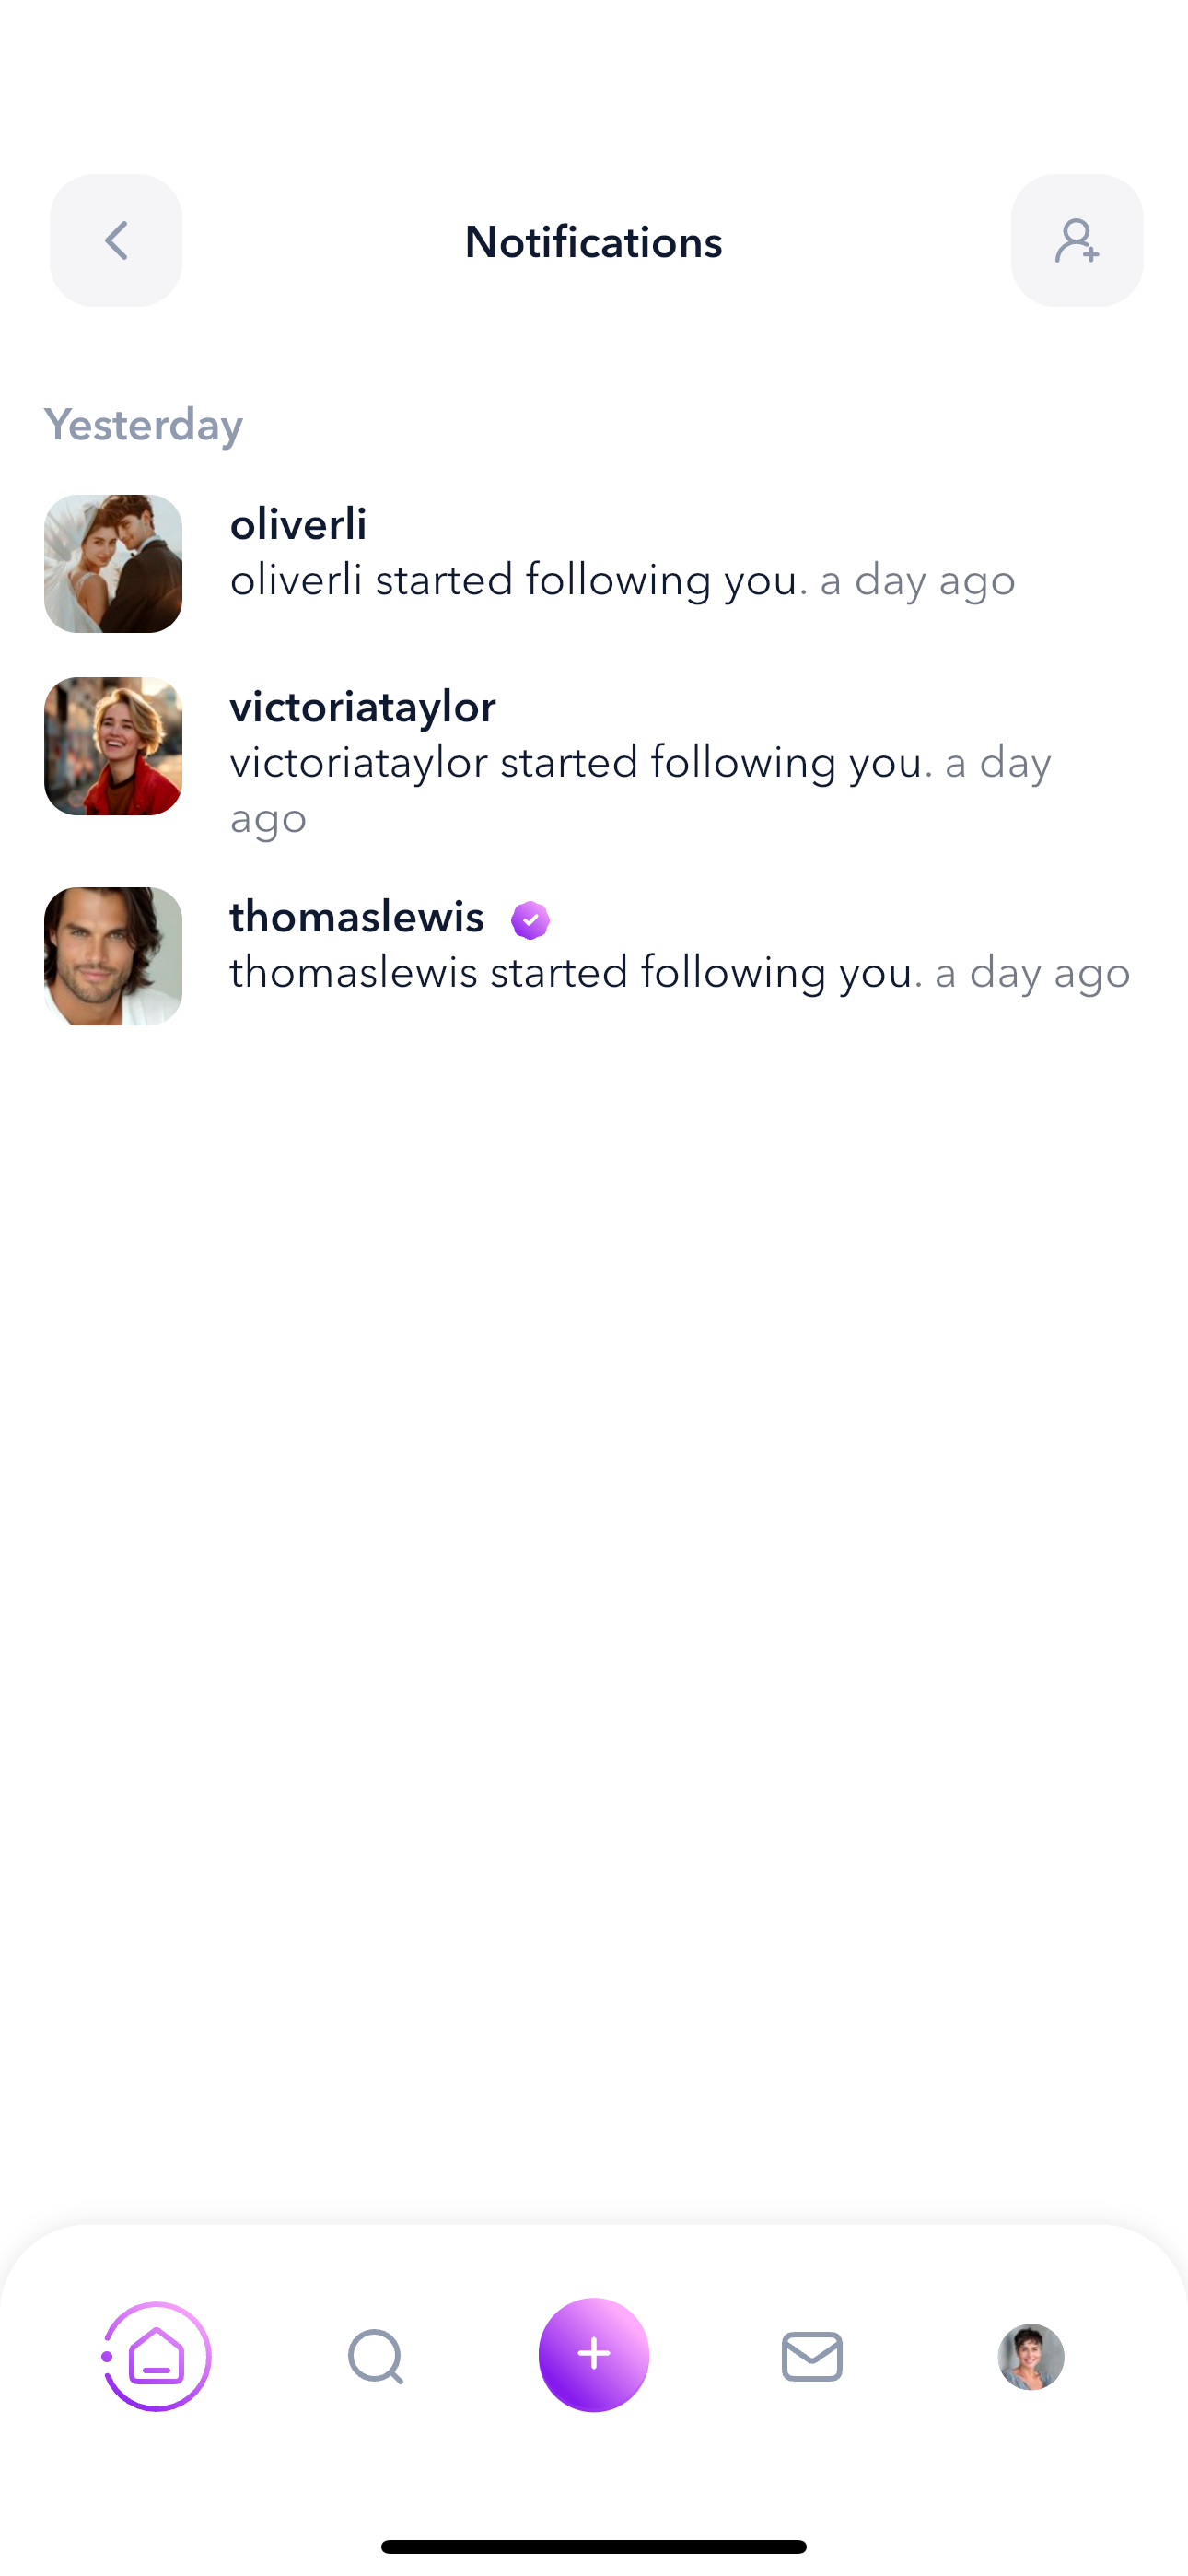 Notifications
Yesterday
oliverli
oliverli started following you. a day ago
victoriataylor
victoriataylor started following you. a day
ago
thomaslewis
thomaslewis started following you. a day ago